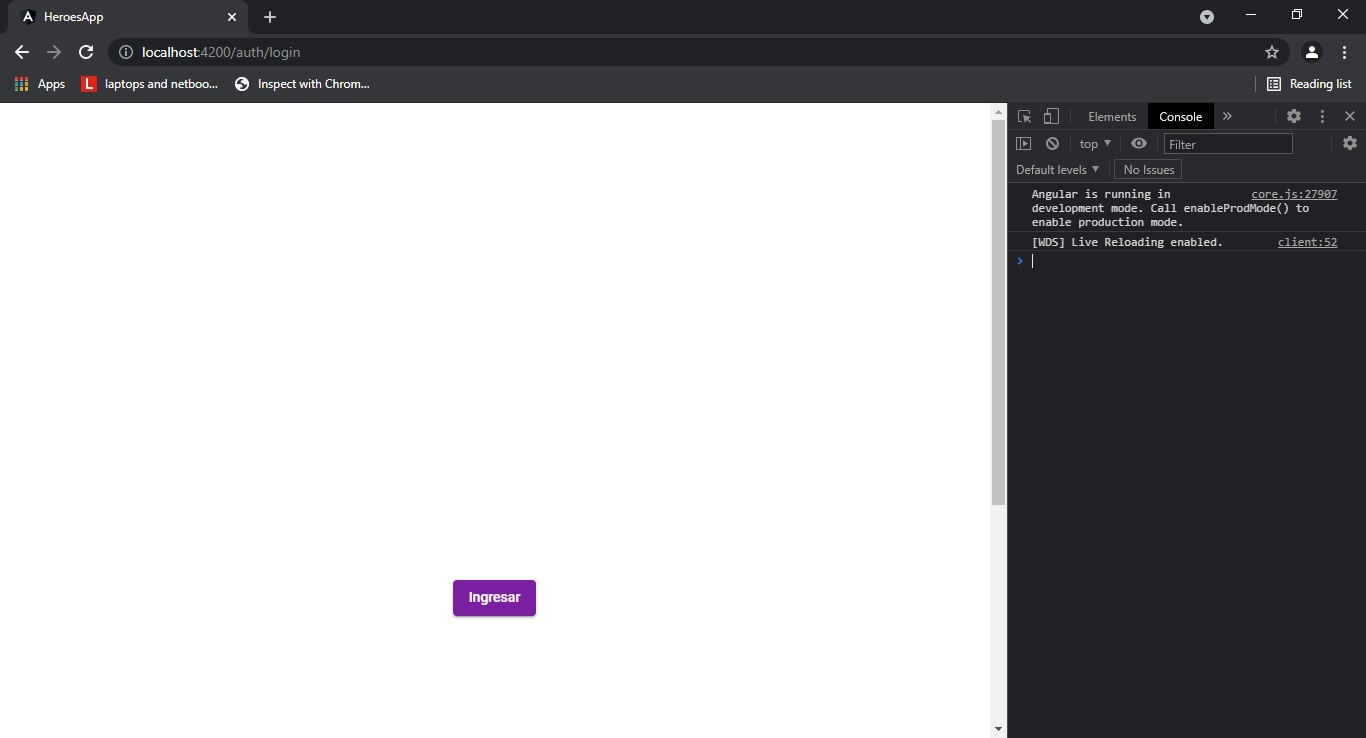 HeroesApp
localhost:4200/auth/login
Apps
L laptops and netboo...
Inspect with Chrom...
Reading list
Elements Console »
top Filter
Default levels No Issues
Angular is running in core.js:27907
development mode. Call enableProdMode() to
enable production mode.
[WDS] Live Reloading enabled. client:52
Ingresar